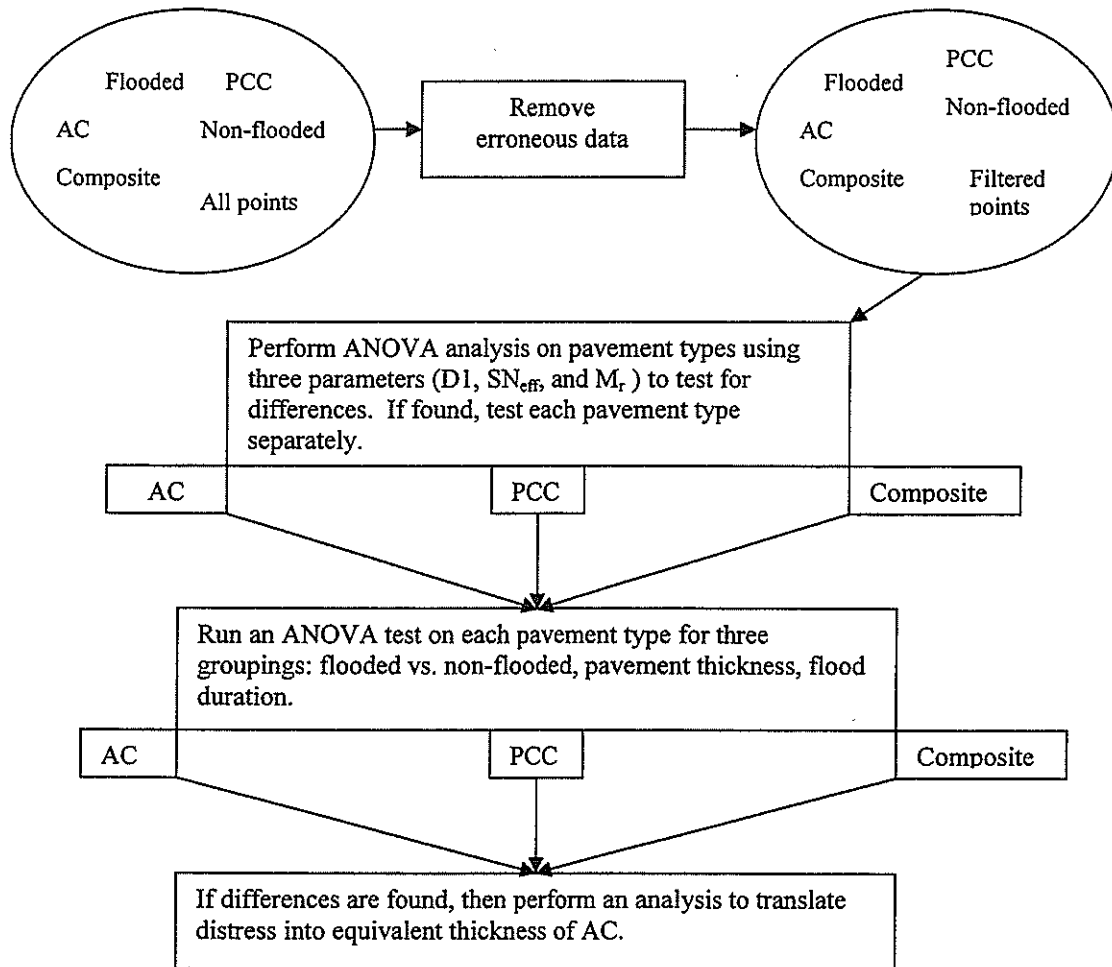 Flooded PCC
AC Non-flooded
Composite
All points
Remove
erroneous data
PCC
Flooded
Non-flooded
AC
Composite Filtered
points
Perform ANOVA analysis on pavement types using
three parameters (D1, SNeff, and Mr ) to test for
differences. If found, test each pavement type
separately.
AC PCC Composite
Run an ANOVA test on each pavement type for three
groupings: flooded vs. non-flooded, pavement thickness, flood
duration.
AC PCC Composite
If differences are found, then perform an analysis to translate
distress into equivalent thickness of AC.